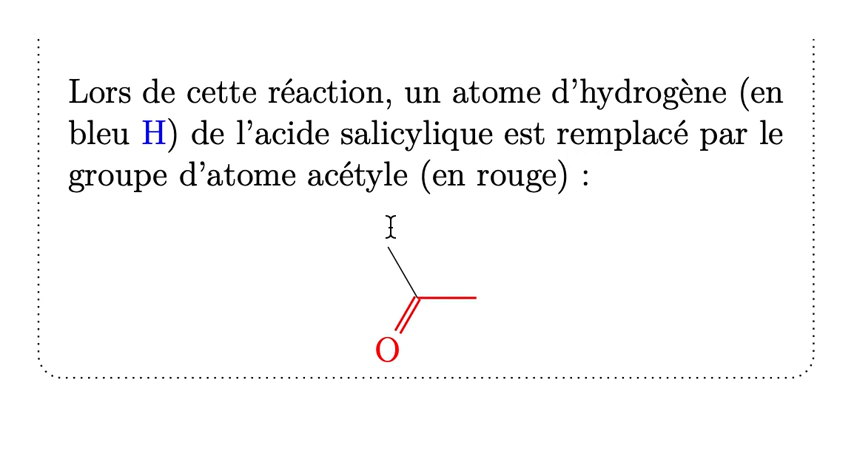 Lors de cette réaction, un atome d'hydrogène (en
bleu H) de l'acide salicylique est remplacé par le
groupe d'atome acétyle (en rouge) :
O